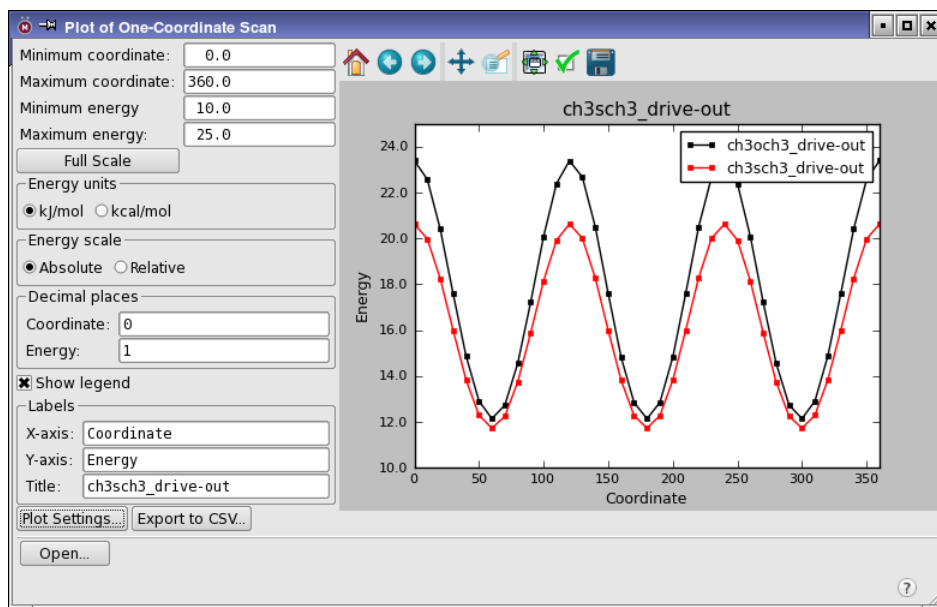 Plot of One-Coordinate Scan
Minimum coordinate: 0.0
Maximum coordinate: 360.0
Minimum energy 10.0
Maximum energy: 25.0
Full Scale
Energy units
kJ/mol kcal/mol
Energy scale
Absolute Relative
Decimal places
Coordinate: 0
Energy: 1
Show legend
Labels
X-axis: Coordinate
Y-axis: Energy
Title: ch3sch3_drive-out
Plot Settings... Export to CSV...
Open...
?
ch3sch3_drive-out
ch3och3_drive-out
ch3sch3_drive-out
24.0
22.0
20.0
18.0
16.0
14.0
12.0
10.0
Energy
0 50 100 150 200 250 300 350
Coordinate